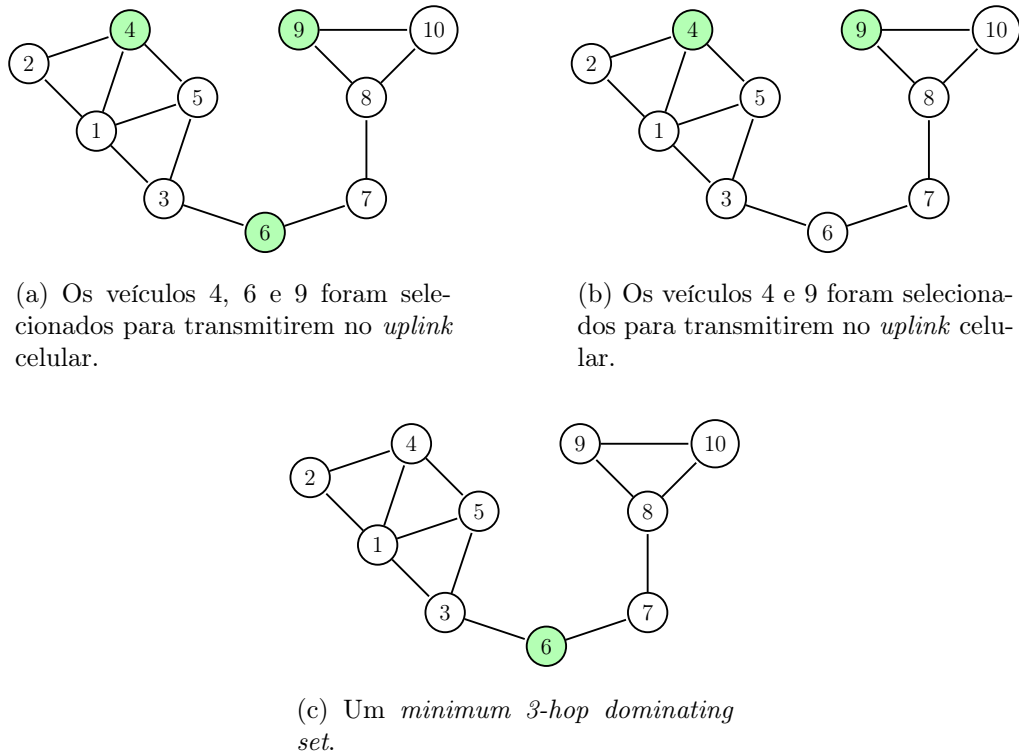 4 9 10
2 5 8
1
3 7
6
4 9 10
2 5 8
1
3 7
6
(a) Os veículos 4, 6 e 9 foram sele-
cionados para transmitirem no uplink
celular.
(b) Os veículos 4 e 9 foram seleciona-
dos para transmitirem no uplink celu-
lar.
4 9 10
2 5 8
1
3 7
6
(c) Um minimum 3-hop dominating
set.